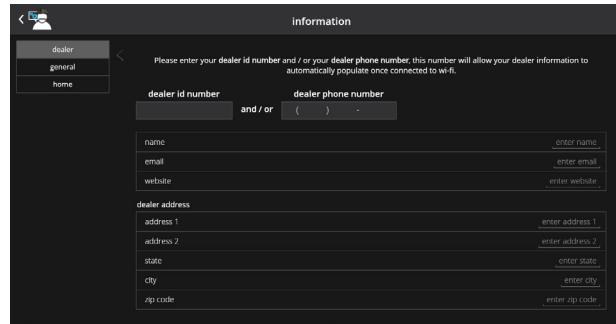 information
dealer
general
home
Please enter your dealer id number and / or your dealer phone number, this number will allow your dealer information to
automatically populate once connected to wi-fi.
dealer id number
and / or
dealer phone number
( ) -
name enter name
email enter email
website enter website
dealer address
address 1 enter address 1
address 2 enter address 2
state enter state
city enter city
zip code enter zip code